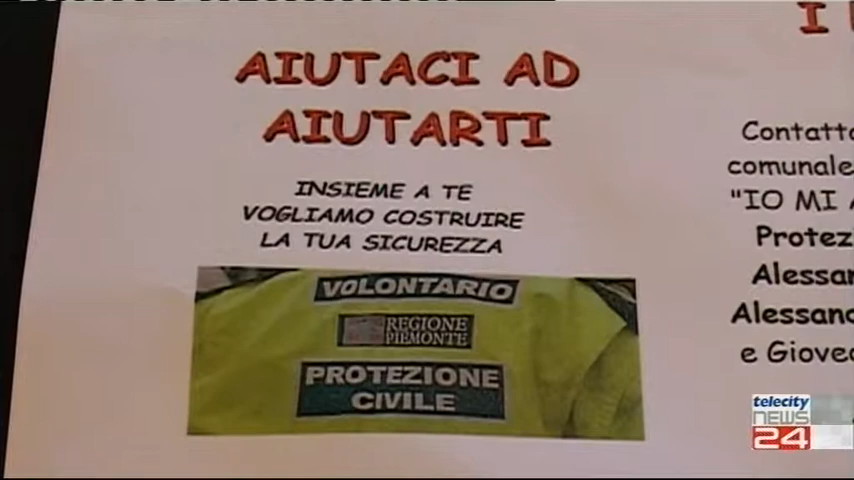 AIUTACI AD
AIUTARTI
INSIEME A TE
VOGLIAMO COSTRUIRE
LA TUA SICUREZZA
VOLONTARIO
REGIONE
PIEMONTE
PROTEZIONE
CIVILE
I
Contatto
comunale
"IO MI A
Protez
Alessan
Alessand
e Gioved
telecity
NEWS
24